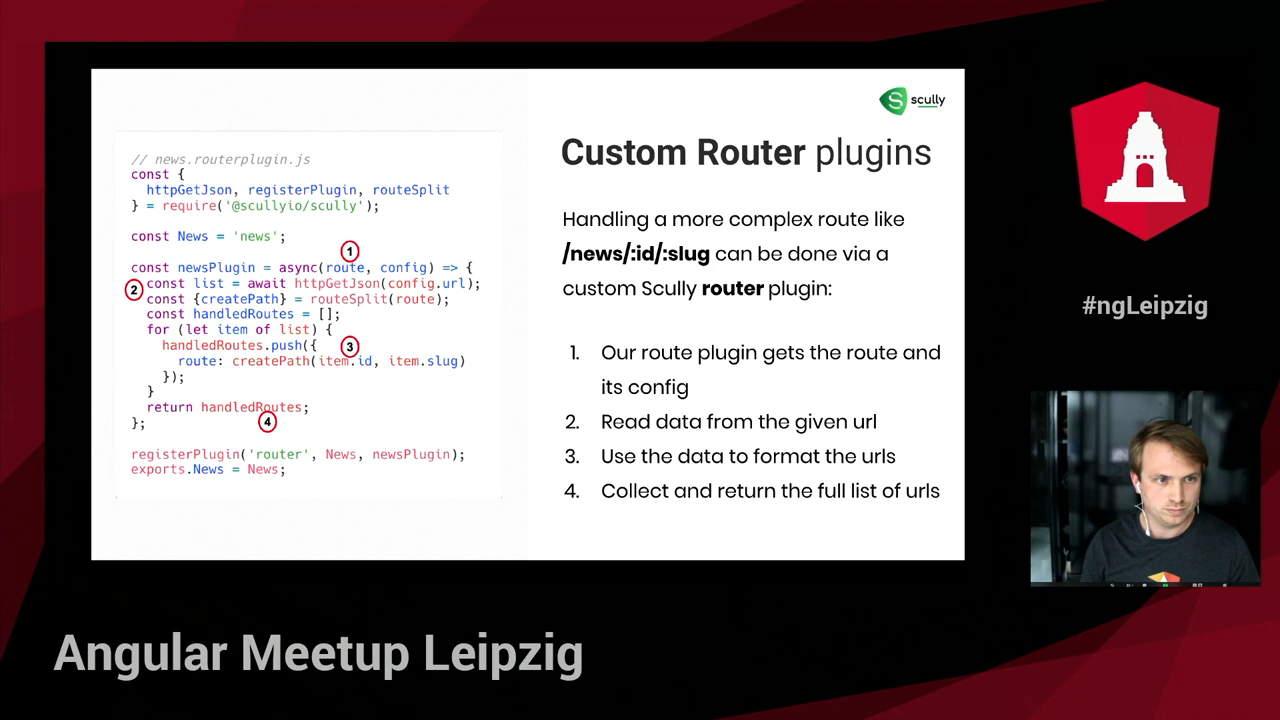 // news.routerplugin.js
const {
  httpGetJson, registerPlugin, routeSplit
} = require('@scullyio/scully');
const News = 'news';
1
const newsPlugin = async(route, config) => {
2
  const list = await httpGetJson(config.url);
  const {createPath} = routeSplit(route);
  const handledRoutes = [];
  for (let item of list) {
    handledRoutes.push({
3
      route: createPath(item.id, item.slug)
    });
  }
  return handledRoutes;
4
};
registerPlugin('router', News, newsPlugin);
exports.News = News;
S scully
Custom Router plugins
Handling a more complex route like
/news/:id/:slug can be done via a
custom Scully router plugin:
1. Our route plugin gets the route and
its config
2. Read data from the given url
3. Use the data to format the urls
4. Collect and return the full list of urls
#ngLeipzig
Angular Meetup Leipzig